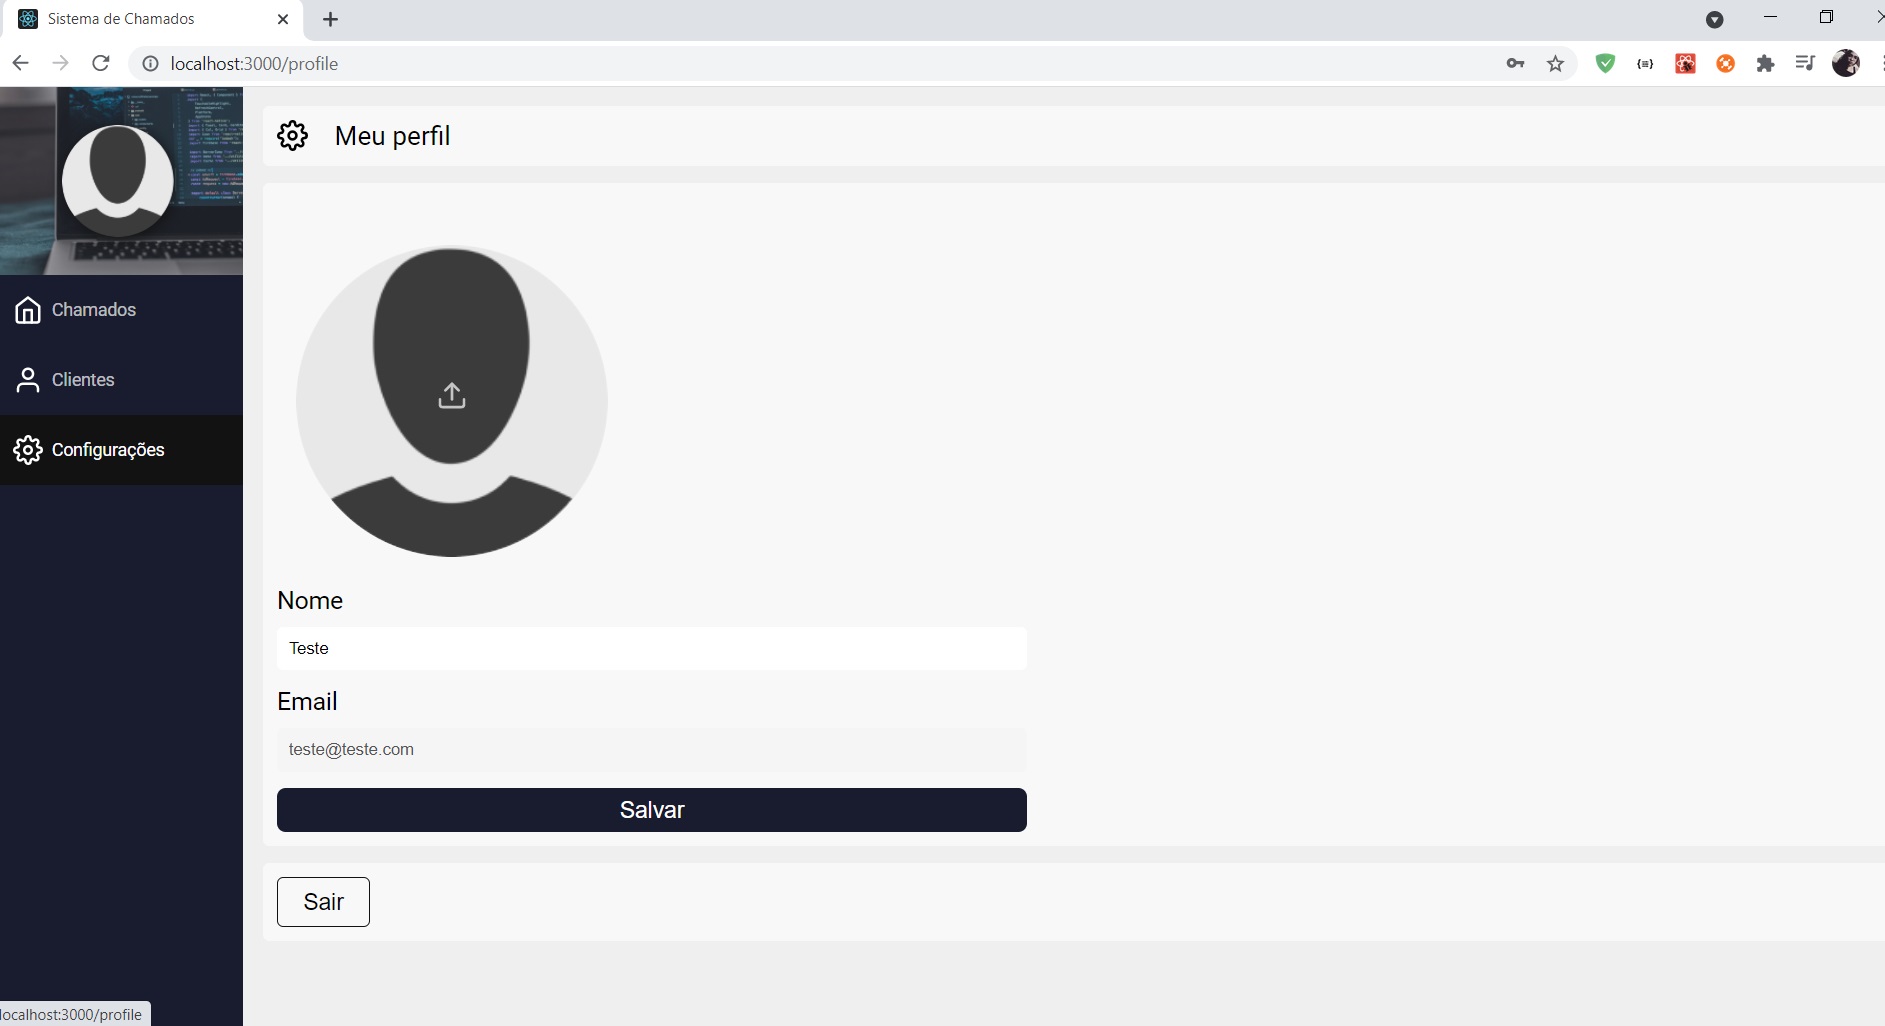 Sistema de Chamados
localhost:3000/profile
Meu perfil
Chamados
Clientes
Configurações
Nome
Teste
Email
teste@teste.com
Salvar
Sair
localhost:3000/profile